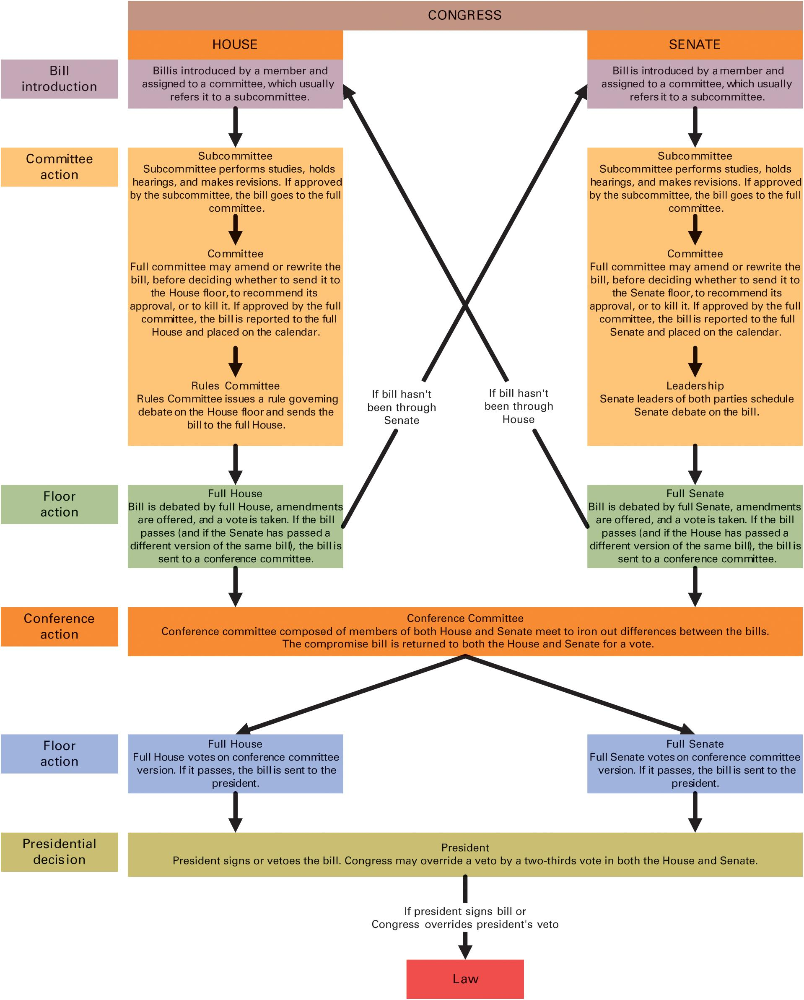 CONGRESS
HOUSE
SENATE
Bill
introduction
Billis introduced by a member and
assigned to a committee, which usually
refers it to a subcommittee.
Bill is introduced by a member and
assigned to a committee, which usually
refers it to a subcommittee.
Committee
action
Subcommittee
Subcommittee performs studies, holds
hearings, and makes revisions. If approved
by the subcommittee, the bill goes to the full
committee.
Committee
Full committee may amend or rewrite the
bill, before deciding whether to send it to
the House floor, to recommend its
approval, or to kill it. If approved by the full
committee, the bill is reported to the full
House and placed on the calendar.
Rules Committee
Rules Committee issues a rule governing
debate on the House floor and sends the
bill to the full House.
Subcommittee
Subcommittee performs studies, holds
hearings, and makes revisions. If approved
by the subcommittee, the bill goes to the full
committee.
Committee
Full committee may amend or rewrite the
bill, before deciding whether to send it to
the Senate floor, to recommend its
approval, or to kill it. If approved by the full
committee, the bill is reported to the full
Senate and placed on the calendar.
Leadership
Senate leaders of both parties schedule
Senate debate on the bill.
If bill hasn't
been through
Senate
If bill hasn't
been through
House
Floor
action
Full House
Bill is debated by full House, amendments
are offered, and a vote is taken. If the bill
passes (and if the Senate has passed a
different version of the same bill), the bill is
sent to a conference committee.
Full Senate
Bill is debated by full Senate, amendments
are offered, and a vote is taken. If the bill
passes (and if the House has passed a
different version of the same bill), the bill is
sent to a conference committee.
Conference
action
Conference Committee
Conference committee composed of members of both House and Senate meet to iron out differences between the bills.
The compromise bill is returned to both the House and Senate for a vote.
Floor
action
Full House
Full House votes on conference committee
version. If it passes, the bill is sent to the
president.
Full Senate
Full Senate votes on conference committee
version. If it passes, the bill is sent to the
president.
Presidential
decision
President
President signs or vetoes the bill. Congress may override a veto by a two-thirds vote in both the House and Senate.
If president signs bill or
Congress overrides president's veto
Law